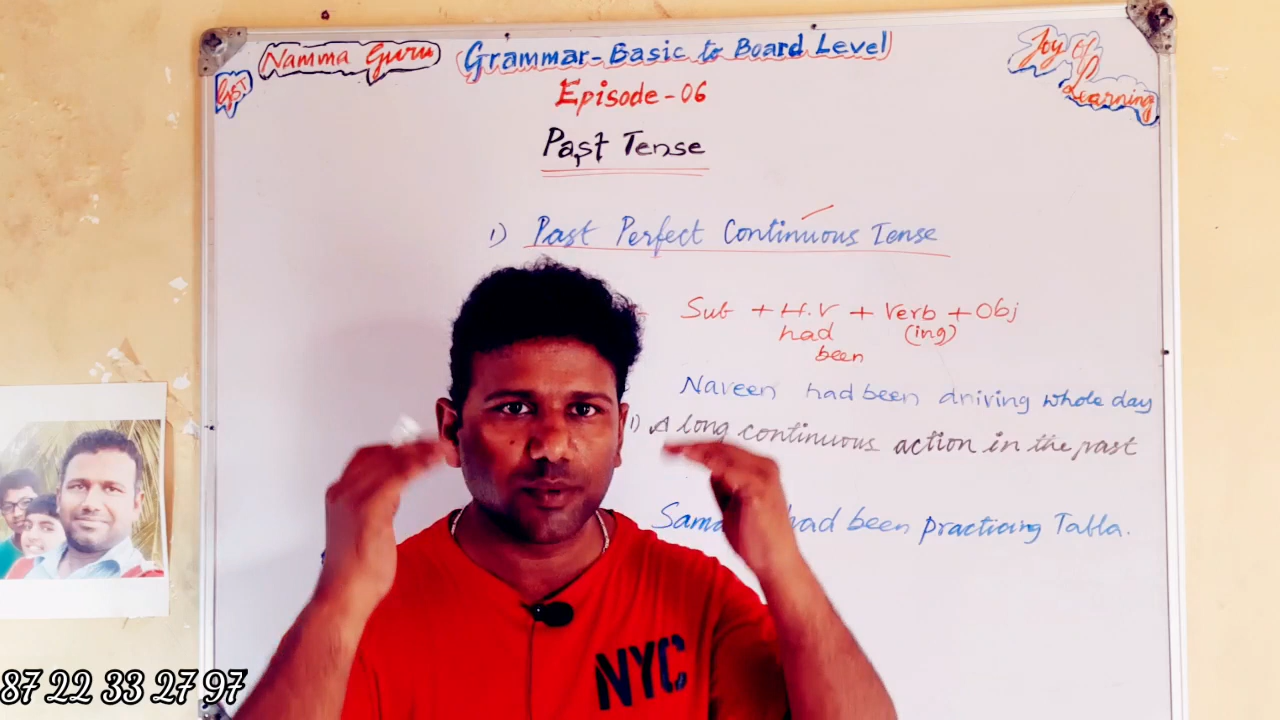 Namma Guru
Grammar-Basic to Board Level
Joy of Learning
GST
Episode-06
Past Tense
1) Past Perfect Continuous Tense
Sub + H.V + Verb + Obj
had (ing)
been
Naveen had been driving whole day
1) A long continuous action in the past
had been practicing Tabla.
NYC
87 22 33 27 97